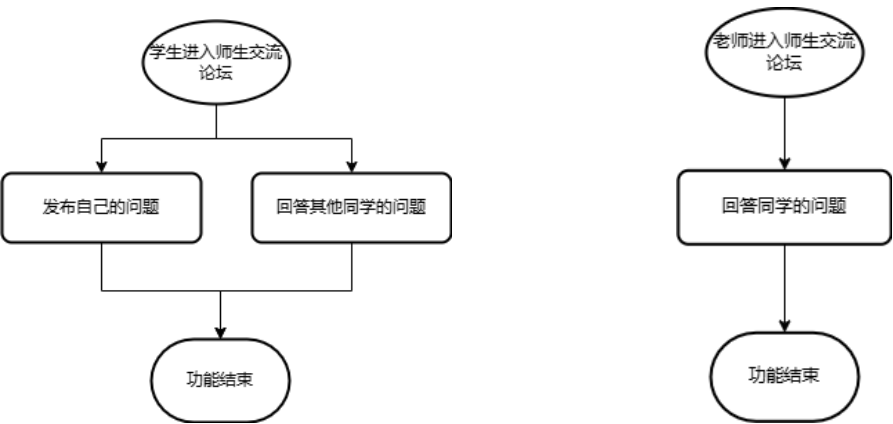 学生进入师生交流
论坛
发布自己的问题
回答其他同学的问题
功能结束
老师进入师生交流
论坛
回答同学的问题
功能结束